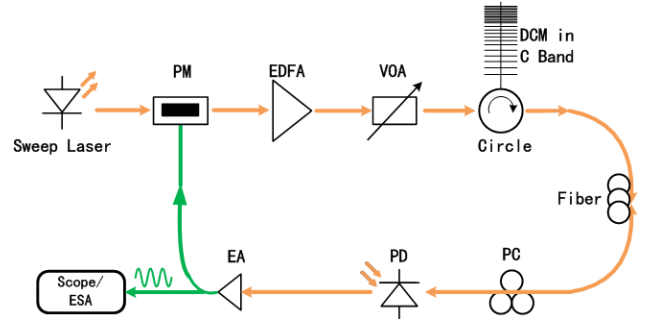 DCM in
C Band
PM
EDFA
VOA
Sweep Laser
Circle
Fiber
EA
PD
PC
Scope/
ESA